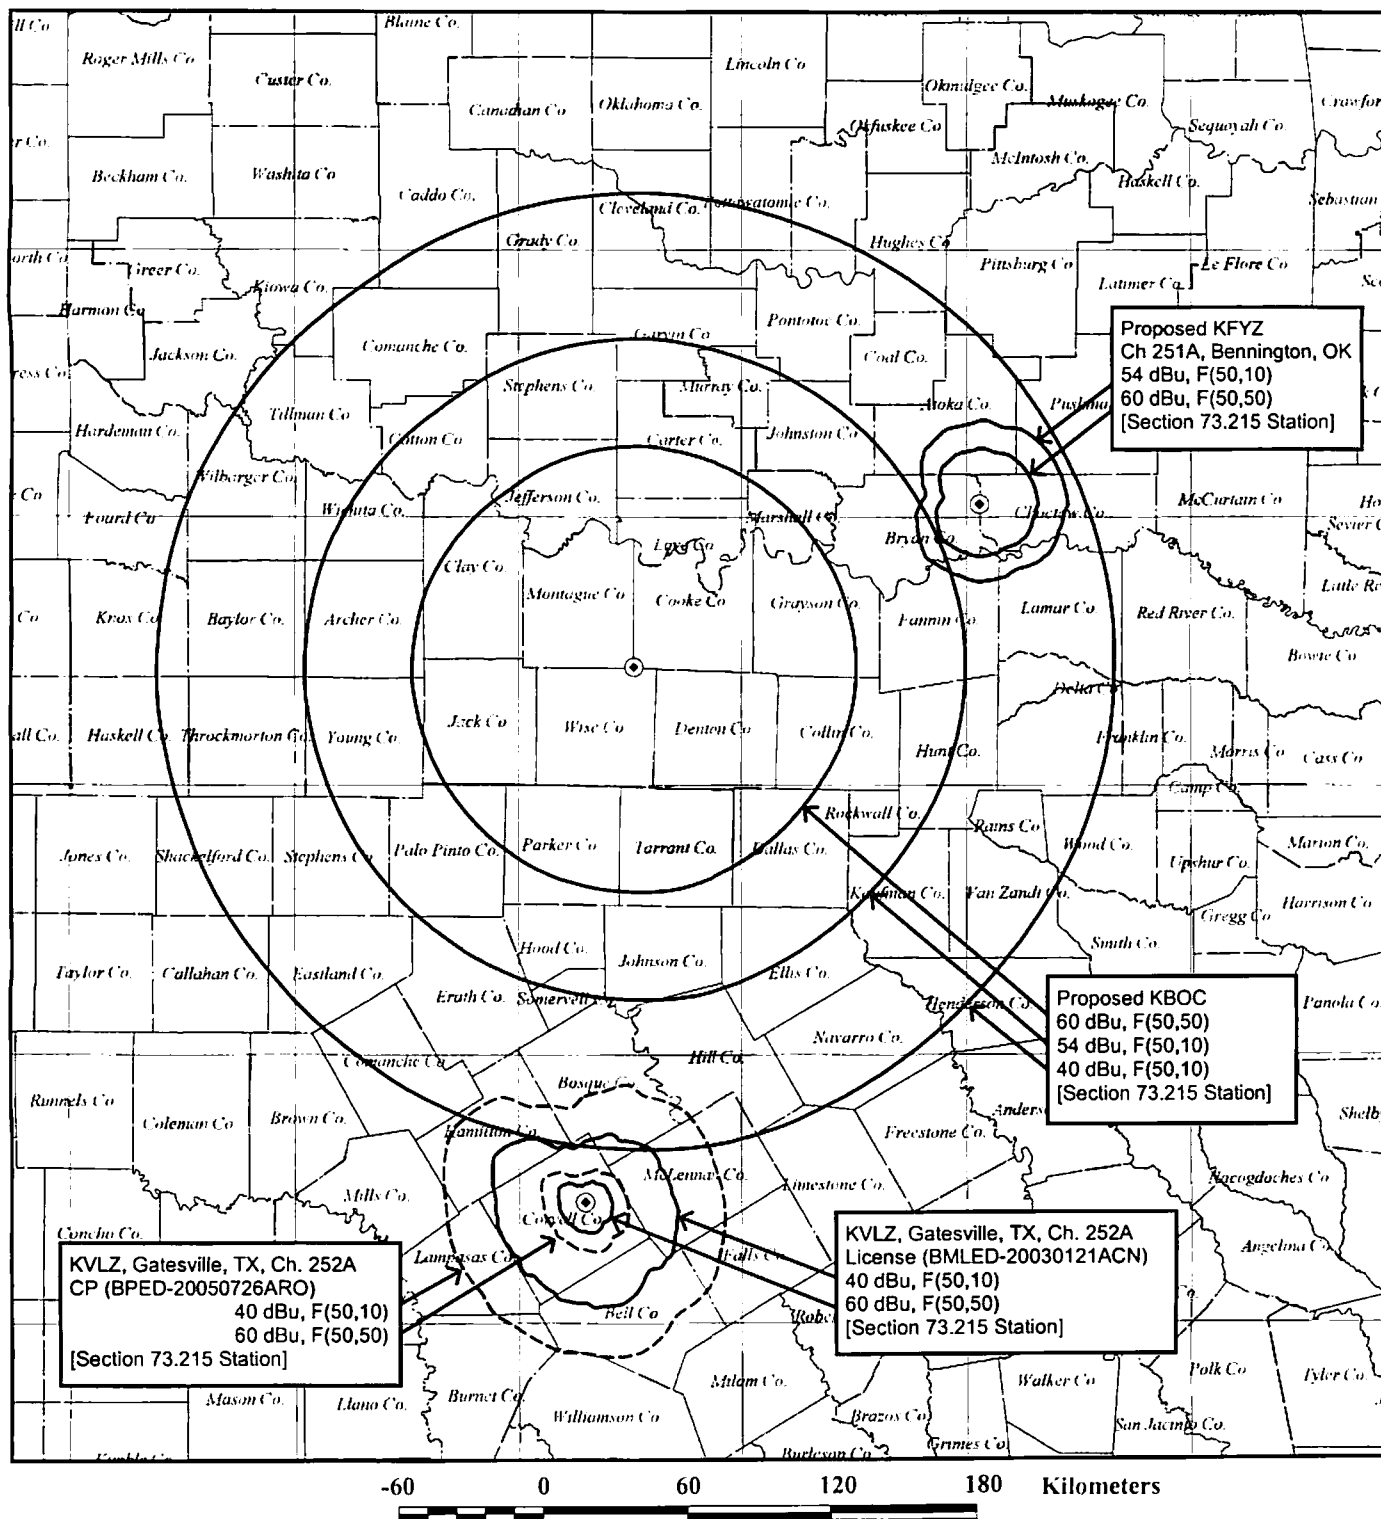 Blaine Co.
Roger Mills Co.
Custer Co.
Lincoln Co
Okmulgee Co.
Canadian Co
Oklahoma Co.
Muskogee Co.
Okfuskee Co
Sequoyah Co.
McIntosh Co.
Beckham Co.
Washita Co
Haskell Co.
Caddo Co.
Cleveland Co.
Grady Co.
Hughes Co
Pittsburg Co
Le Flore Co.
Greer Co.
Kiowa Co.
Latimer Co.
Harmon Co
Garvin Co.
Pontotoc Co.
Jackson Co.
Comanche Co.
Coal Co.
Proposed KFYZ
Ch 251A, Bennington, OK
54 dBu, F(50,10)
60 dBu, F(50,50)
[Section 73.215 Station]
Stephens Co.
Murray Co.
Tillman Co
Atoka Co.
Hardeman Co.
Cotton Co.
Carter Co.
Johnston Co.
Wilbarger Co.
Jefferson Co.
McCurtain Co.
Foard Co
Wichita Co.
Marshall Co
Bryan Co.
Choctaw Co.
Sevier Co.
Love Co.
Clay Co.
Montague Co
Cooke Co.
Grayson Co.
Knox Co.
Baylor Co.
Archer Co.
Fannin Co.
Lamar Co.
Red River Co.
Bowie Co
Delta Co
Jack Co
Wise Co
Denton Co.
Collin Co.
Hunt Co.
Haskell Co.
Throckmorton Co.
Young Co.
Franklin Co.
Morris Co.
Cass Co.
Camp Co.
Rockwall Co.
Rains Co.
Jones Co.
Shackelford Co.
Stephens Co.
Palo Pinto Co.
Parker Co.
Tarrant Co.
Dallas Co.
Wood Co.
Upshur Co.
Marion Co.
Kaufman Co.
Van Zandt Co.
Gregg Co
Harrison Co.
Taylor Co.
Callahan Co.
Eastland Co.
Hood Co.
Johnson Co.
Ellis Co.
Smith Co.
Erath Co.
Somervell Co.
Henderson Co.
Panola Co.
Proposed KBOC
60 dBu, F(50,50)
54 dBu, F(50,10)
40 dBu, F(50,10)
[Section 73.215 Station]
Comanche Co.
Hill Co.
Navarro Co.
Bosque Co.
Runnels Co
Coleman Co.
Brown Co.
Hamilton Co.
Freestone Co.
McLennan Co.
Limestone Co.
Nacogdoches Co.
Mills Co.
Concho Co.
Coryell Co.
Lampasas Co.
Falls Co.
Angelina Co.
KVLZ, Gatesville, TX, Ch. 252A
CP (BPED-20050726ARO)
40 dBu, F(50,10)
60 dBu, F(50,50)
[Section 73.215 Station]
KVLZ, Gatesville, TX, Ch. 252A
License (BMLED-20030121ACN)
40 dBu, F(50,10)
60 dBu, F(50,50)
[Section 73.215 Station]
Bell Co
Mason Co.
Llano Co.
Burnet Co.
Williamson Co
Milam Co.
Brazos Co.
Walker Co
Polk Co
Tyler Co.
San Jacinto Co.
Burleson Co.
Grimes Co.
-60 0 60 120 180 Kilometers